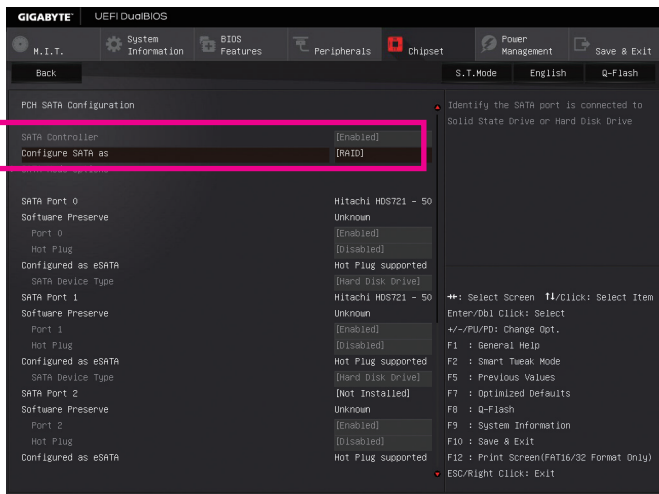 GIGABYTE™ UEFI DualBIOS
M.I.T.
System Information
BIOS Features
Peripherals
Chipset
Power Management
Save & Exit
Back
S.T.Mode English Q-Flash
PCH SATA Configuration
SATA Controller [Enabled]
Configure SATA as [RAID]
SATA Port 0 Hitachi HDS721 - 50
Software Preserve Unknown
Port 0 [Enabled]
Hot Plug [Disabled]
Configured as eSATA Hot Plug supported
SATA Device Type [Hard Disk Drive]
SATA Port 1 Hitachi HDS721 - 50
Software Preserve Unknown
Port 1 [Enabled]
Hot Plug [Disabled]
Configured as eSATA Hot Plug supported
SATA Device Type [Hard Disk Drive]
SATA Port 2 [Not Installed]
Software Preserve Unknown
Port 2 [Enabled]
Hot Plug [Disabled]
Configured as eSATA Hot Plug supported
Identify the SATA port is connected to
Solid State Drive or Hard Disk Drive
→←: Select Screen ↑↓/Click: Select Item
Enter/Dbl Click: Select
+/-/PU/PD: Change Opt.
F1 : General Help
F2 : Smart Tweak Mode
F5 : Previous Values
F7 : Optimized Defaults
F8 : Q-Flash
F9 : System Information
F10 : Save & Exit
F12 : Print Screen(FAT16/32 Format Only)
ESC/Right Click: Exit